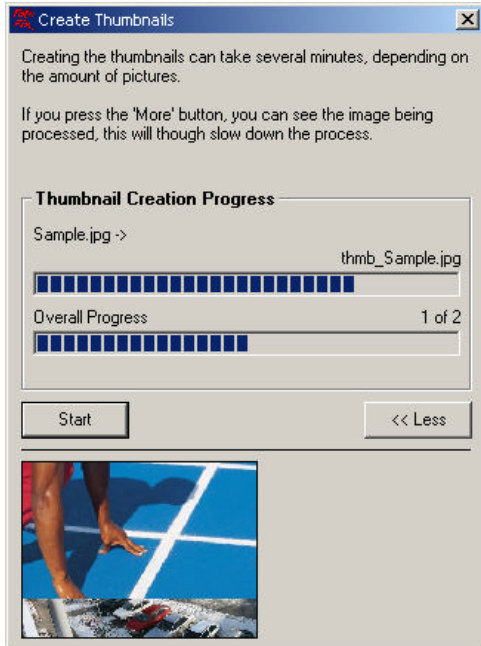 Create Thumbnails
Creating the thumbnails can take several minutes, depending on
the amount of pictures.
If you press the 'More' button, you can see the image being
processed, this will though slow down the process.
Thumbnail Creation Progress
Sample.jpg ->
thmb_Sample.jpg
Overall Progress 1 of 2
Start << Less